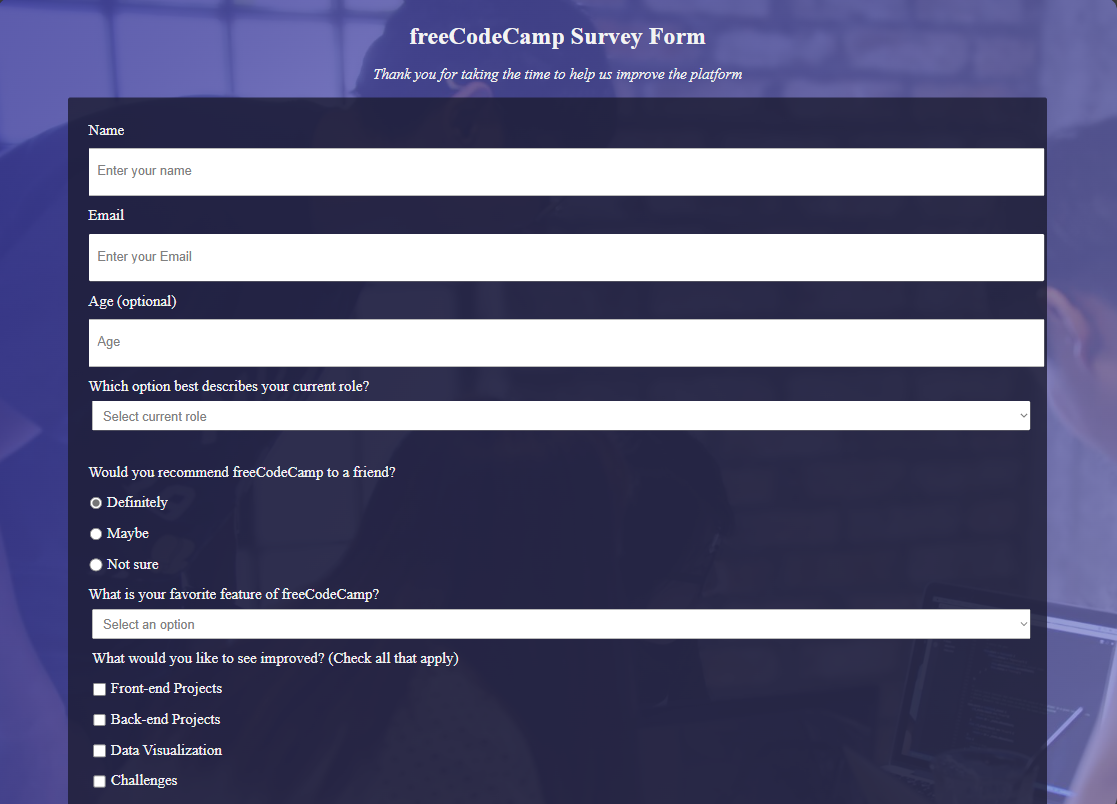 freeCodeCamp Survey Form
Thank you for taking the time to help us improve the platform
Name
Enter your name
Email
Enter your Email
Age (optional)
Age
Which option best describes your current role?
Select current role
Would you recommend freeCodeCamp to a friend?
Definitely
Maybe
Not sure
What is your favorite feature of freeCodeCamp?
Select an option
What would you like to see improved? (Check all that apply)
Front-end Projects
Back-end Projects
Data Visualization
Challenges